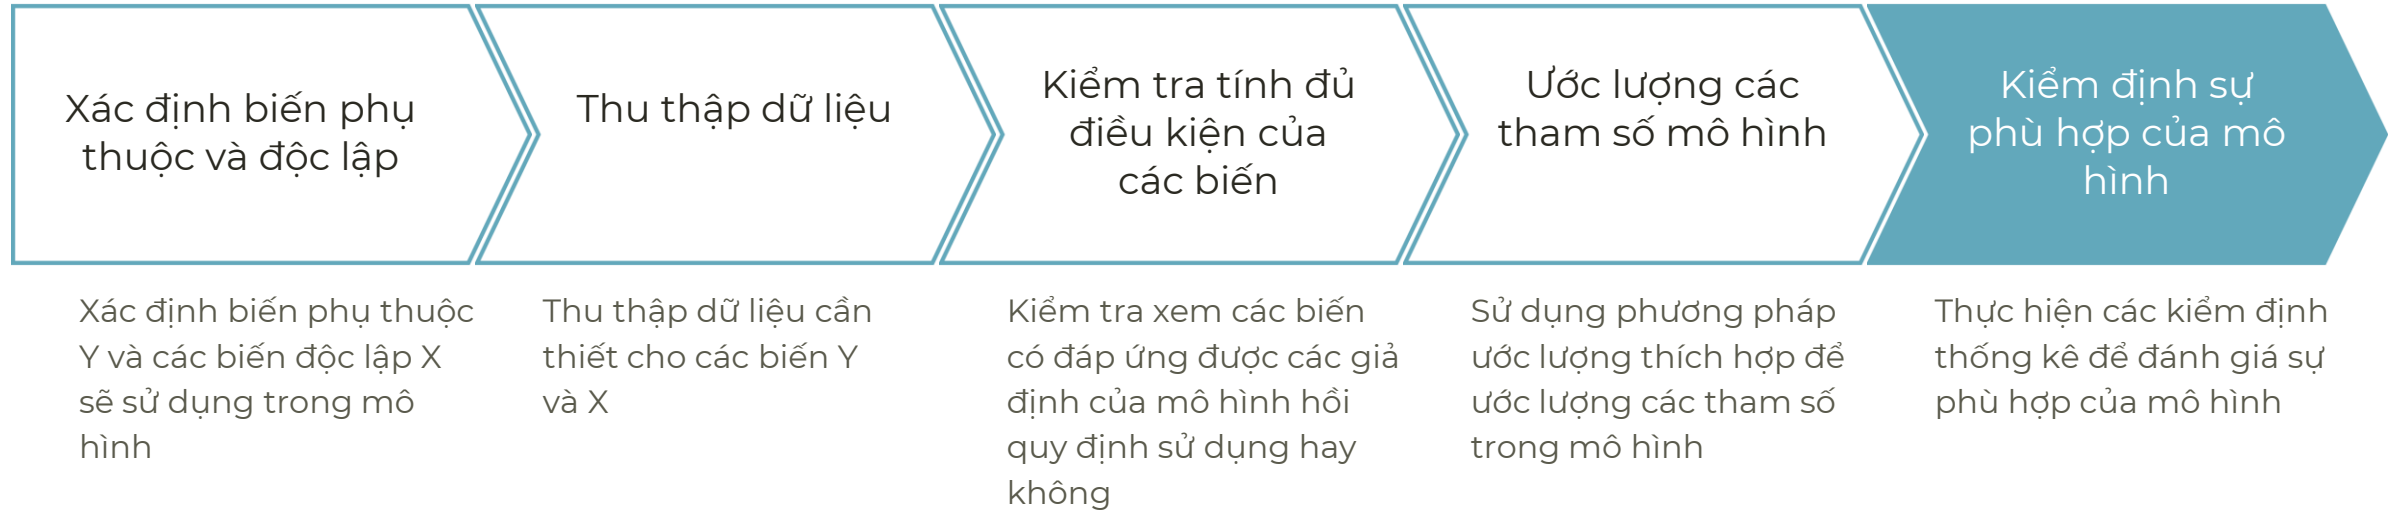 Xác định biến phụ
thuộc và độc lập
Thu thập dữ liệu
Kiểm tra tính đủ
điều kiện của
các biến
Ước lượng các
tham số mô hình
Kiểm định sự
phù hợp của mô
hình
Xác định biến phụ thuộc
Y và các biến độc lập X
sẽ sử dụng trong mô
hình
Thu thập dữ liệu cần
thiết cho các biến Y
và X
Kiểm tra xem các biến
có đáp ứng được các giả
định của mô hình hồi
quy định sử dụng hay
không
Sử dụng phương pháp
ước lượng thích hợp để
ước lượng các tham số
trong mô hình
Thực hiện các kiểm định
thống kê để đánh giá sự
phù hợp của mô hình